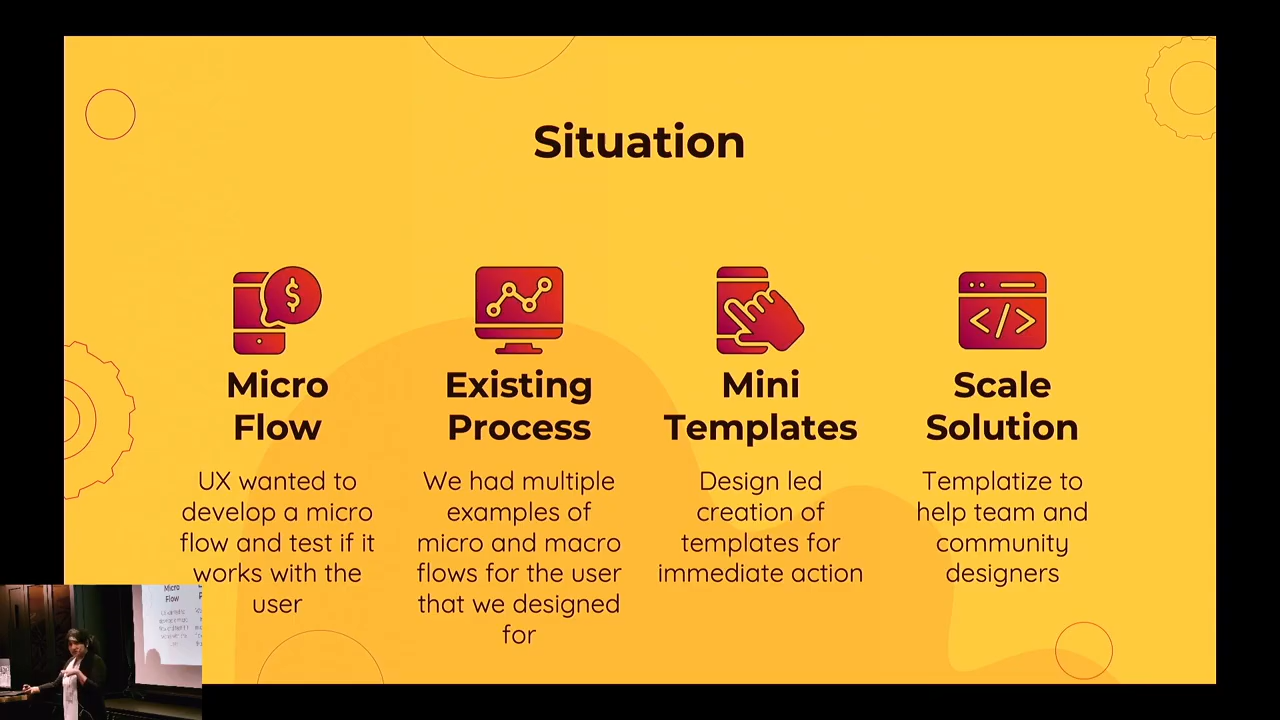 Situation
Micro
Flow
UX wanted to
develop a micro
flow and test if it
works with the
user
Existing
Process
We had multiple
examples of
micro and macro
flows for the user
that we designed
for
Mini
Templates
Design led
creation of
templates for
immediate action
Scale
Solution
Templatize to
help team and
community
designers
Micro
Flow